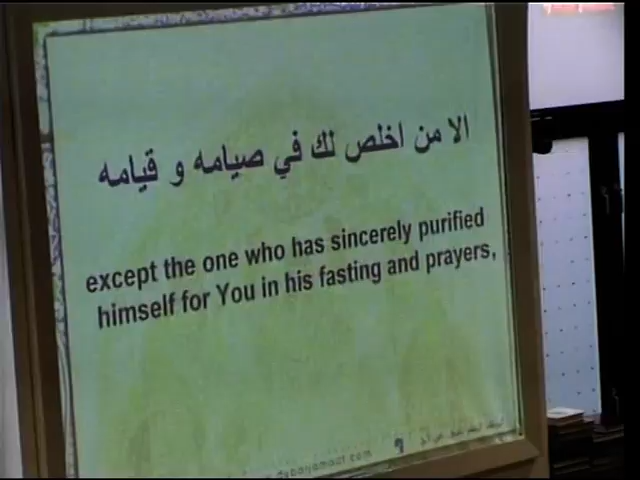 الا من اخلص لك في صيامه و قيامه
except the one who has sincerely purified
himself for You in his fasting and prayers,